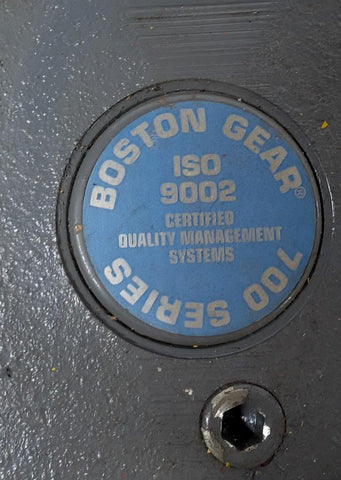 BOSTON GEAR®
ISO
9002
CERTIFIED
QUALITY MANAGEMENT
SYSTEMS
700 SERIES